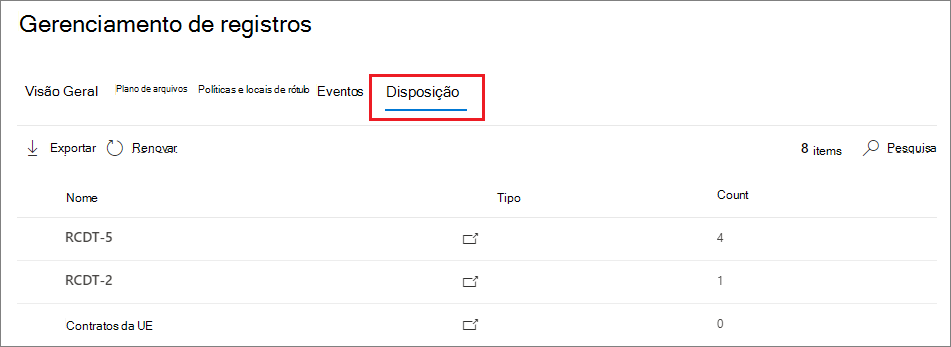 Gerenciamento de registros
Visão Geral Plano de arquivos Políticas e locais de rótulo Eventos Disposição
Exportar Renovar 8 items Pesquisa
Nome Tipo Count
RCDT-5 4
RCDT-2 1
Contratos da UE 0